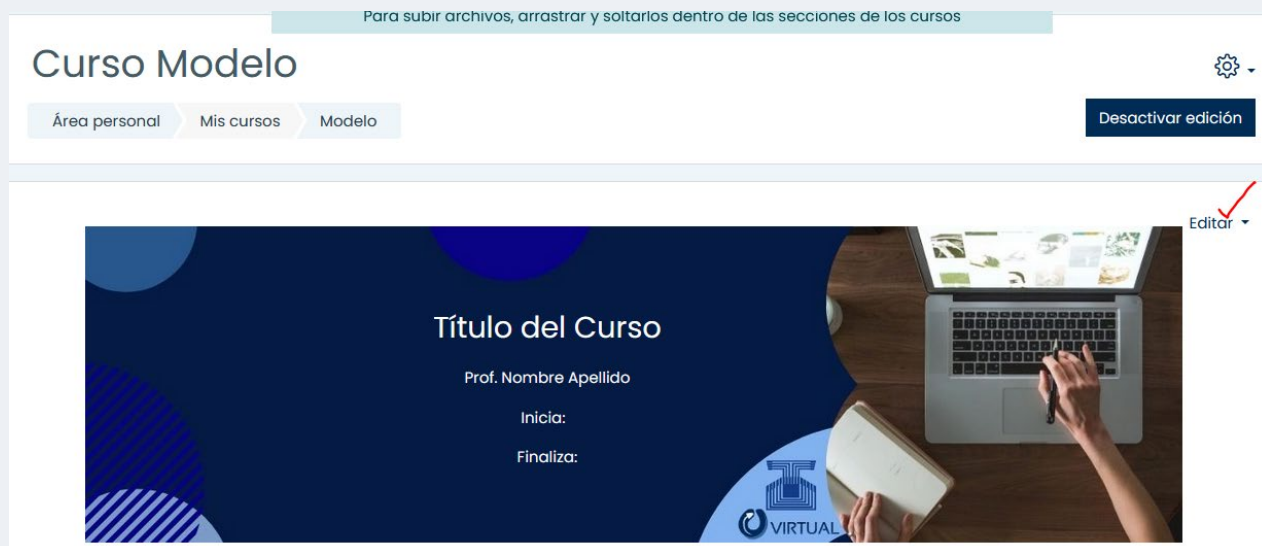 Para subir archivos, arrastrar y soltarlos dentro de las secciones de los cursos
Curso Modelo
Área personal Mis cursos Modelo
Desactivar edición
Editar
Título del Curso
Prof. Nombre Apellido
Inicia:
Finaliza:
VIRTUAL